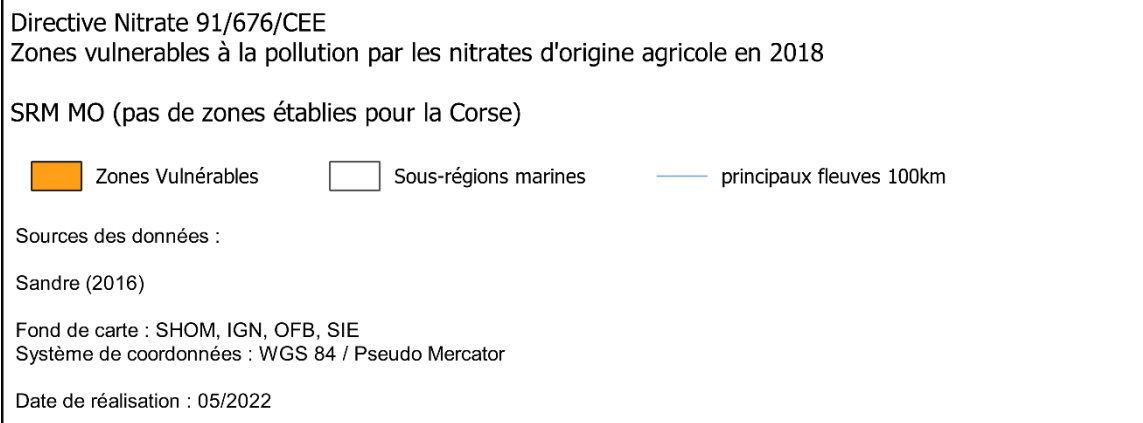 Directive Nitrate 91/676/CEE
Zones vulnerables à la pollution par les nitrates d'origine agricole en 2018
SRM MO (pas de zones établies pour la Corse)
Zones Vulnérables
Sous-régions marines
principaux fleuves 100km
Sources des données :
Sandre (2016)
Fond de carte : SHOM, IGN, OFB, SIE
Système de coordonnées : WGS 84 / Pseudo Mercator
Date de réalisation : 05/2022